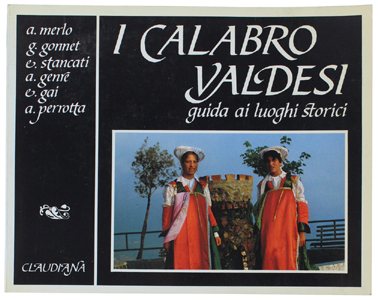 a. merlo
g. gonnet
e. stancati
a. genre
e. gai
a. perrotta
I CALABRO
VALDESI
guida ai luoghi storici
CLAUDIANA